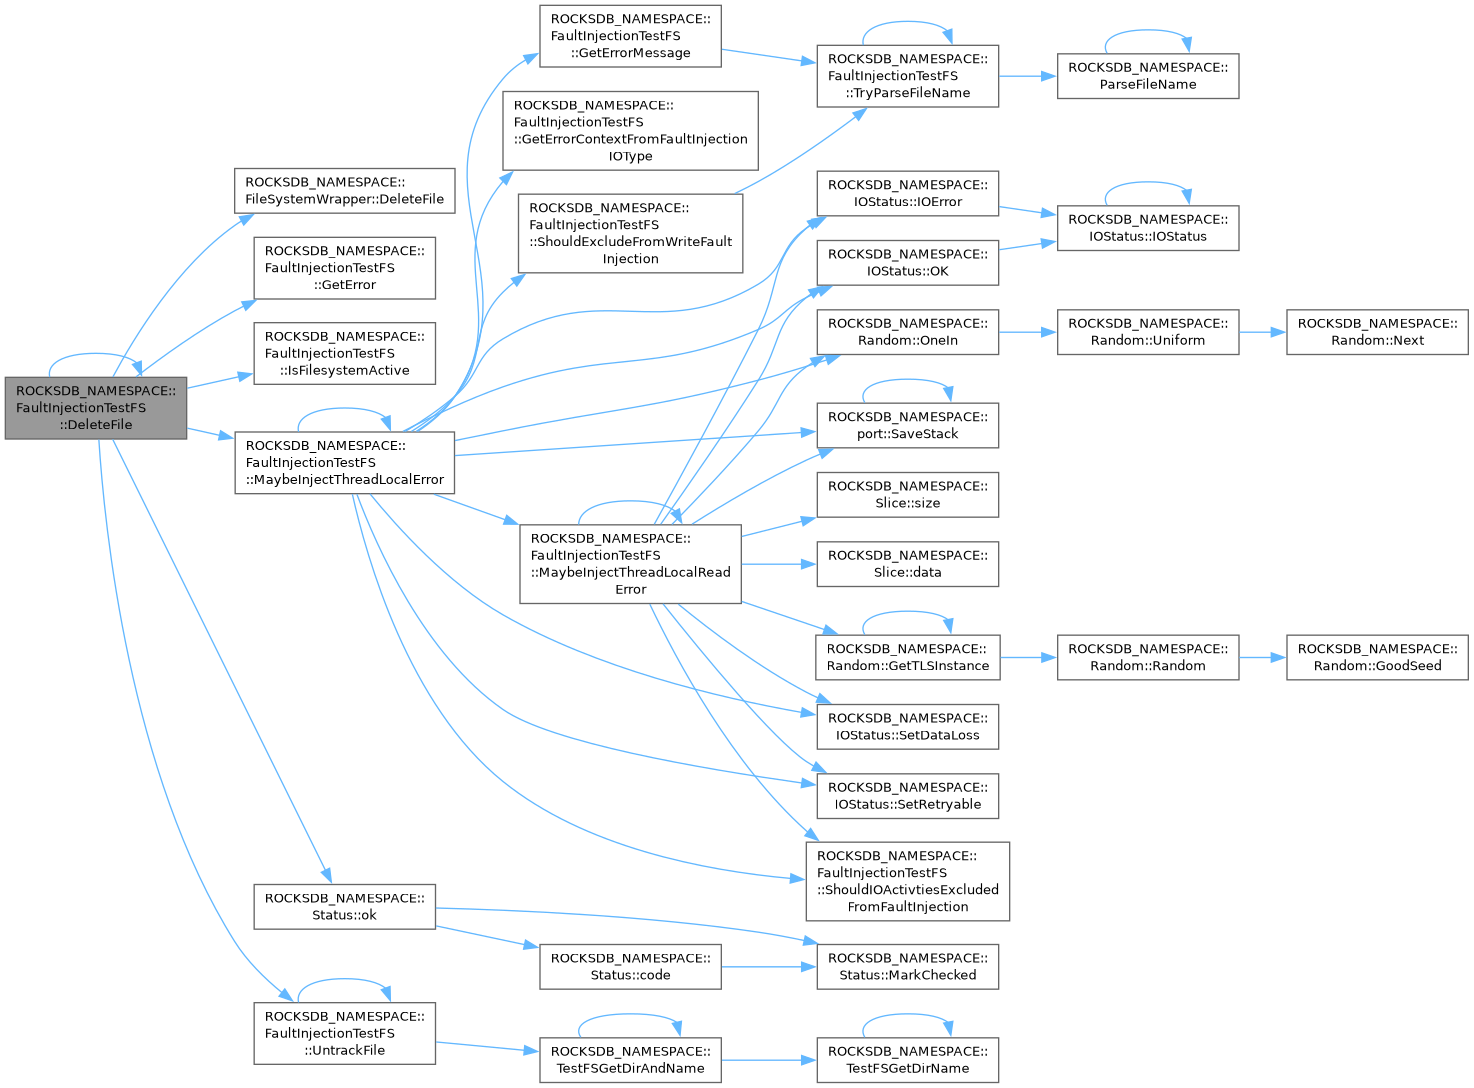 ROCKSDB_NAMESPACE::
FaultInjectionTestFS
::DeleteFile
ROCKSDB_NAMESPACE::
FileSystemWrapper::DeleteFile
ROCKSDB_NAMESPACE::
FaultInjectionTestFS
::GetError
ROCKSDB_NAMESPACE::
FaultInjectionTestFS
::IsFilesystemActive
ROCKSDB_NAMESPACE::
FaultInjectionTestFS
::MaybeInjectThreadLocalError
ROCKSDB_NAMESPACE::
Status::ok
ROCKSDB_NAMESPACE::
FaultInjectionTestFS
::UntrackFile
ROCKSDB_NAMESPACE::
FaultInjectionTestFS
::GetErrorMessage
ROCKSDB_NAMESPACE::
FaultInjectionTestFS
::GetErrorContextFromFaultInjection
IOType
ROCKSDB_NAMESPACE::
FaultInjectionTestFS
::ShouldExcludeFromWriteFault
Injection
ROCKSDB_NAMESPACE::
FaultInjectionTestFS
::MaybeInjectThreadLocalRead
Error
ROCKSDB_NAMESPACE::
Status::code
ROCKSDB_NAMESPACE::
TestFSGetDirAndName
ROCKSDB_NAMESPACE::
FaultInjectionTestFS
::TryParseFileName
ROCKSDB_NAMESPACE::
IOStatus::IOError
ROCKSDB_NAMESPACE::
IOStatus::OK
ROCKSDB_NAMESPACE::
Random::OneIn
ROCKSDB_NAMESPACE::
port::SaveStack
ROCKSDB_NAMESPACE::
Slice::size
ROCKSDB_NAMESPACE::
Slice::data
ROCKSDB_NAMESPACE::
Random::GetTLSInstance
ROCKSDB_NAMESPACE::
IOStatus::SetDataLoss
ROCKSDB_NAMESPACE::
IOStatus::SetRetryable
ROCKSDB_NAMESPACE::
FaultInjectionTestFS
::ShouldIOActivtiesExcluded
FromFaultInjection
ROCKSDB_NAMESPACE::
Status::MarkChecked
ROCKSDB_NAMESPACE::
TestFSGetDirName
ROCKSDB_NAMESPACE::
ParseFileName
ROCKSDB_NAMESPACE::
IOStatus::IOStatus
ROCKSDB_NAMESPACE::
Random::Uniform
ROCKSDB_NAMESPACE::
Random::Random
ROCKSDB_NAMESPACE::
Random::Next
ROCKSDB_NAMESPACE::
Random::GoodSeed